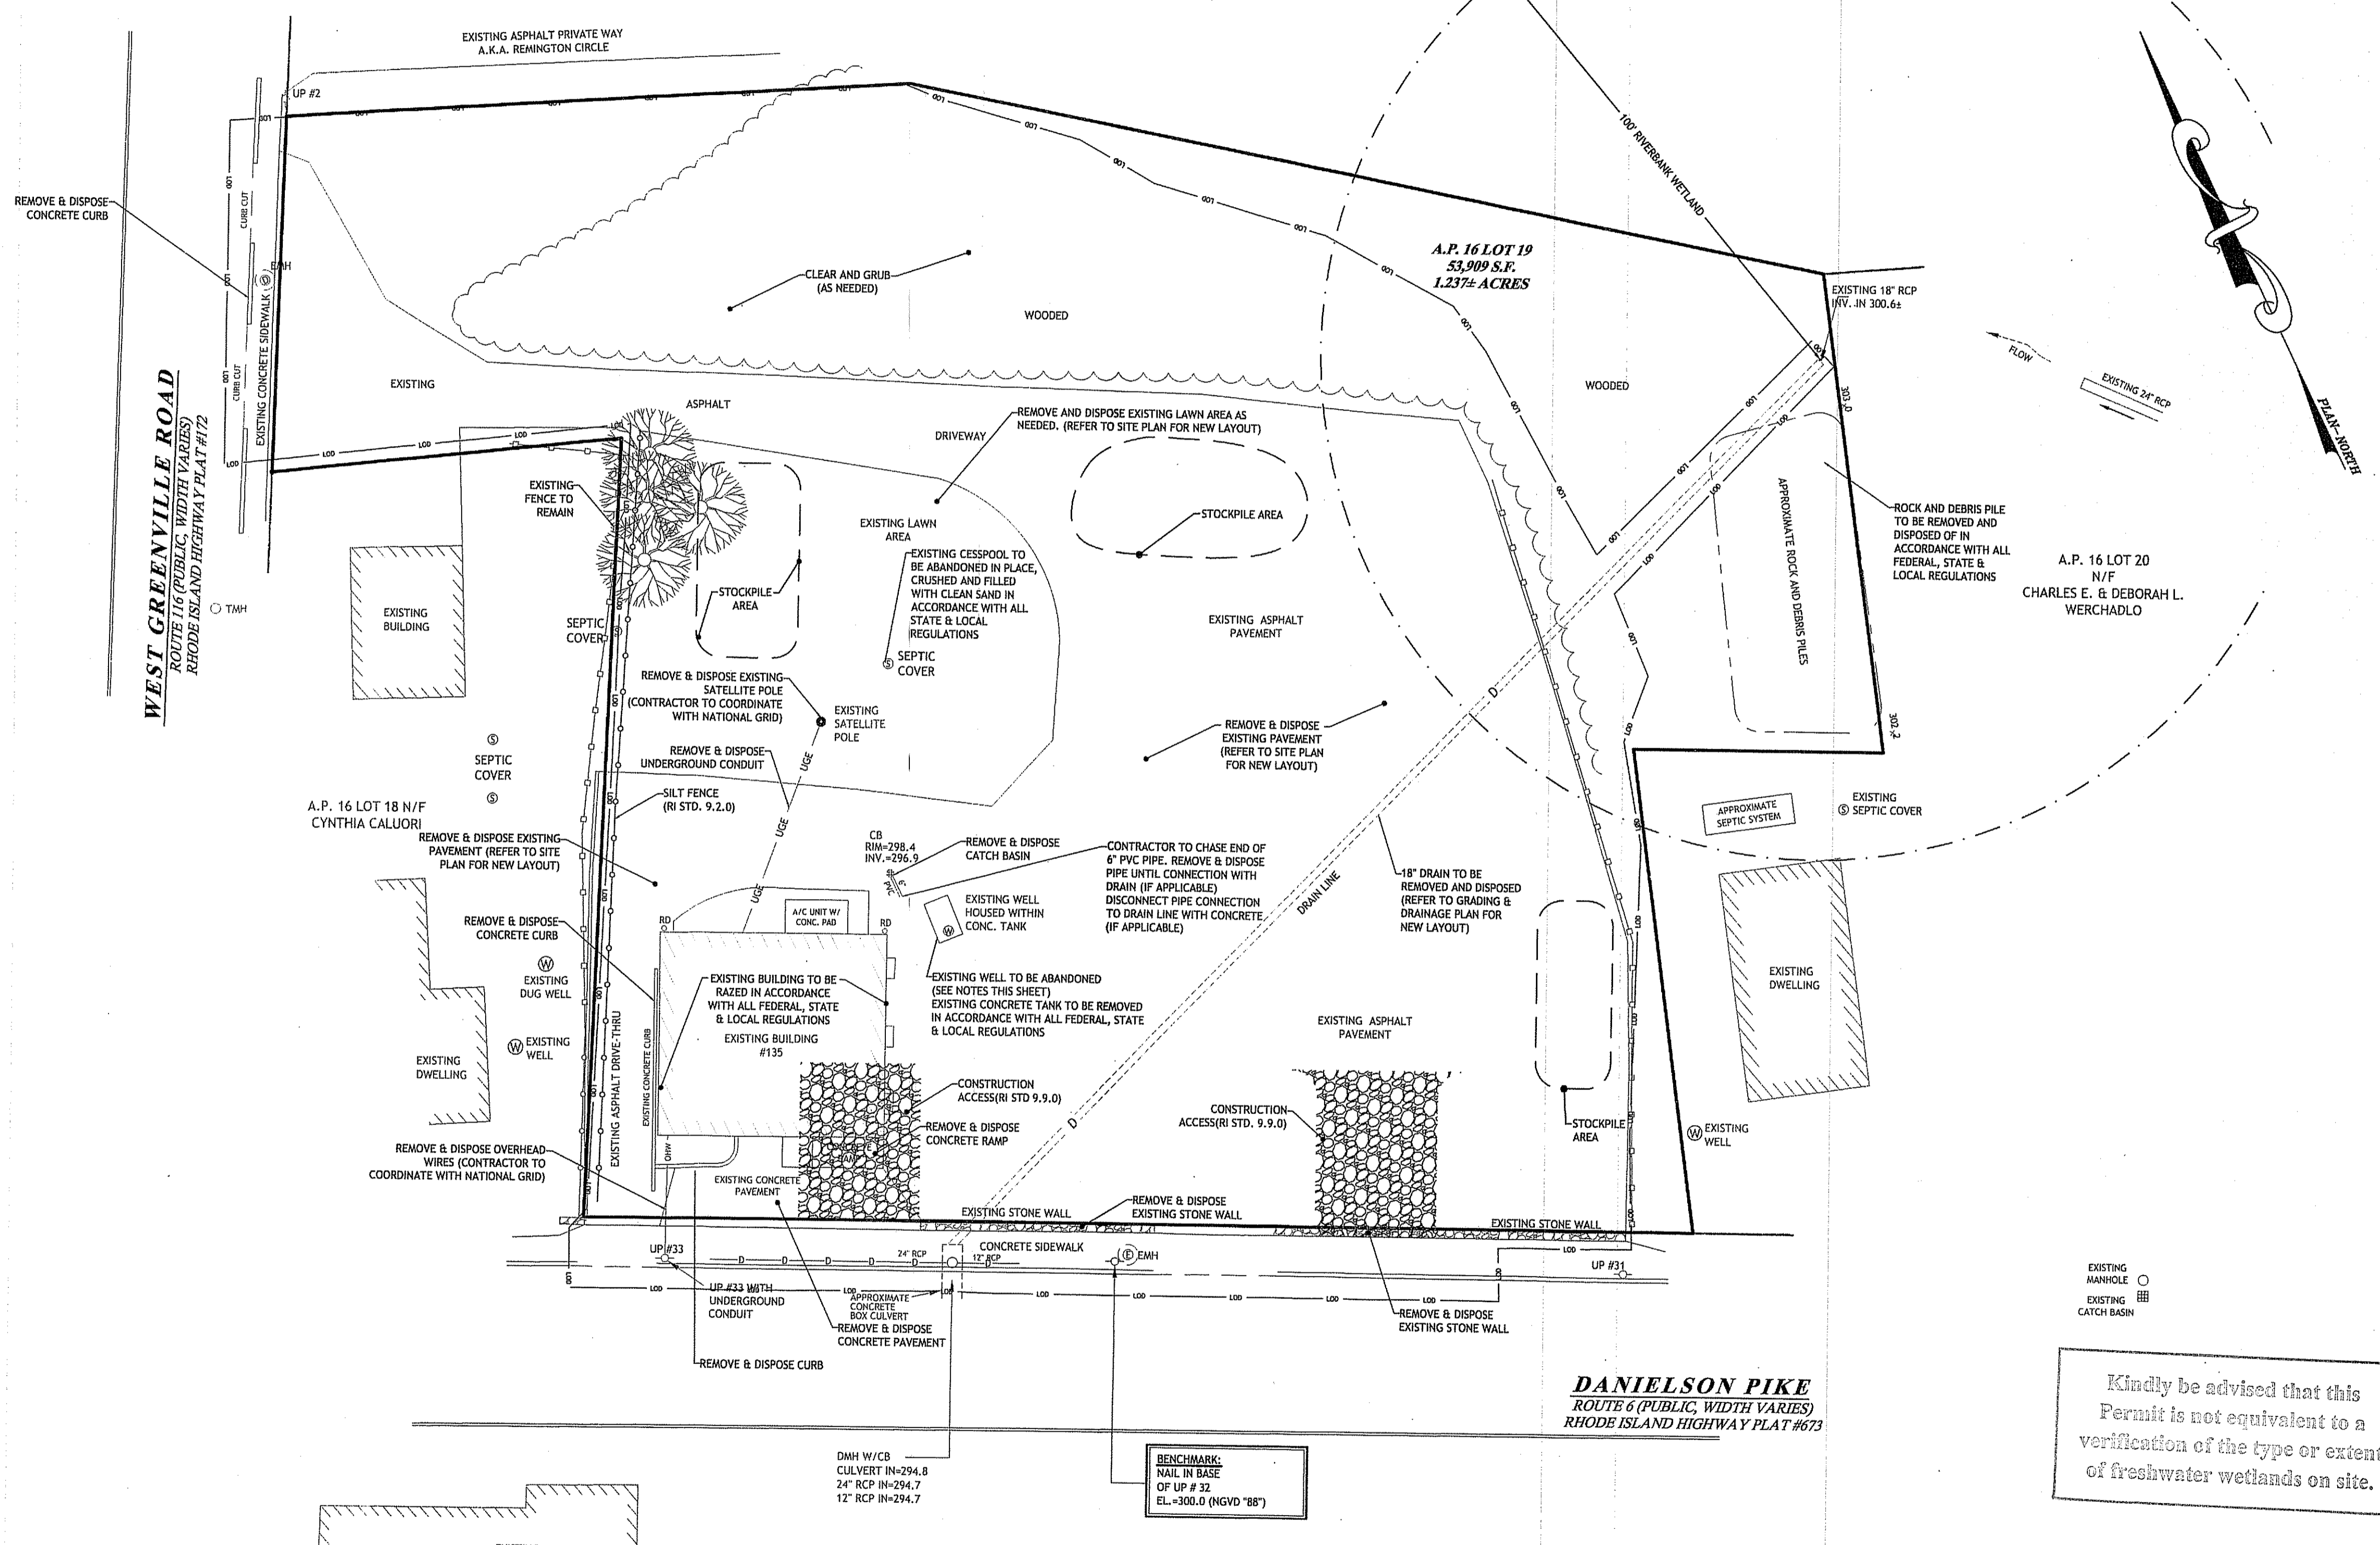 EXISTING ASPHALT PRIVATE WAY
A.K.A. REMINGTON CIRCLE
UP #2
REMOVE & DISPOSE
CONCRETE CURB
CURB CUT
CURB CUT
EMH
EXISTING CONCRETE SIDEWALK
WEST GREENVILLE ROAD
ROUTE 116 (PUBLIC, WIDTH VARIES)
RHODE ISLAND HIGHWAY PLAT #172
TMH
CLEAR AND GRUB
(AS NEEDED)
WOODED
A.P. 16 LOT 19
53,909 S.F.
1.237± ACRES
100' RIVERBANK WETLAND
WOODED
EXISTING 18" RCP
INV. IN 300.6±
FLOW
EXISTING 24" RCP
PLAN-NORTH
303.0
302.2
EXISTING
ASPHALT
DRIVEWAY
REMOVE AND DISPOSE EXISTING LAWN AREA AS
NEEDED. (REFER TO SITE PLAN FOR NEW LAYOUT)
EXISTING
FENCE TO
REMAIN
EXISTING LAWN
AREA
STOCKPILE AREA
EXISTING CESSPOOL TO
BE ABANDONED IN PLACE,
CRUSHED AND FILLED
WITH CLEAN SAND IN
ACCORDANCE WITH ALL
STATE & LOCAL
REGULATIONS
STOCKPILE
AREA
S SEPTIC
COVER
SEPTIC
COVER
S
EXISTING
BUILDING
EXISTING ASPHALT
PAVEMENT
APPROXIMATE ROCK AND DEBRIS PILES
ROCK AND DEBRIS PILE
TO BE REMOVED AND
DISPOSED OF IN
ACCORDANCE WITH ALL
FEDERAL, STATE &
LOCAL REGULATIONS
A.P. 16 LOT 20
N/F
CHARLES E. & DEBORAH L.
WERCHADLO
REMOVE & DISPOSE EXISTING
SATELLITE POLE
(CONTRACTOR TO COORDINATE
WITH NATIONAL GRID)
EXISTING
SATELLITE
POLE
REMOVE & DISPOSE
UNDERGROUND CONDUIT
UGE
UGE
UGE
REMOVE & DISPOSE
EXISTING PAVEMENT
(REFER TO SITE PLAN
FOR NEW LAYOUT)
S
SEPTIC
COVER
S
A.P. 16 LOT 18 N/F
CYNTHIA CALUORI
SILT FENCE
(RI STD. 9.2.0)
REMOVE & DISPOSE EXISTING
PAVEMENT (REFER TO SITE
PLAN FOR NEW LAYOUT)
CB
RIM=298.4
INV.=296.9
REMOVE & DISPOSE
CATCH BASIN
6"
PVC
CONTRACTOR TO CHASE END OF
6" PVC PIPE. REMOVE & DISPOSE
PIPE UNTIL CONNECTION WITH
DRAIN (IF APPLICABLE)
DISCONNECT PIPE CONNECTION
TO DRAIN LINE WITH CONCRETE
(IF APPLICABLE)
D
DRAIN LINE
D
18" DRAIN TO BE
REMOVED AND DISPOSED
(REFER TO GRADING &
DRAINAGE PLAN FOR
NEW LAYOUT)
APPROXIMATE
SEPTIC SYSTEM
EXISTING
S SEPTIC COVER
RD
A/C UNIT W/
CONC. PAD
RD
EXISTING WELL
HOUSED WITHIN
CONC. TANK
W
REMOVE & DISPOSE
CONCRETE CURB
W
EXISTING
DUG WELL
W EXISTING
WELL
EXISTING
DWELLING
EXISTING BUILDING TO BE
RAZED IN ACCORDANCE
WITH ALL FEDERAL, STATE
& LOCAL REGULATIONS
EXISTING BUILDING
#135
EXISTING WELL TO BE ABANDONED
(SEE NOTES THIS SHEET)
EXISTING CONCRETE TANK TO BE REMOVED
IN ACCORDANCE WITH ALL FEDERAL, STATE
& LOCAL REGULATIONS
EXISTING ASPHALT
PAVEMENT
EXISTING
DWELLING
EXISTING ASPHALT DRIVE-THRU
EXISTING CONCRETE CURB
OHW
CONSTRUCTION
ACCESS(RI STD 9.9.0)
REMOVE & DISPOSE
CONCRETE RAMP
CONSTRUCTION
ACCESS(RI STD. 9.9.0)
STOCKPILE
AREA
W EXISTING
WELL
REMOVE & DISPOSE OVERHEAD
WIRES (CONTRACTOR TO
COORDINATE WITH NATIONAL GRID)
EXISTING CONCRETE
PAVEMENT
REMOVE & DISPOSE
EXISTING STONE WALL
EXISTING STONE WALL
EXISTING STONE WALL
UP #33
24" RCP
12" RCP
CONCRETE SIDEWALK
E EMH
UP #31
UP #33 WITH
UNDERGROUND
CONDUIT
APPROXIMATE
CONCRETE
BOX CULVERT
REMOVE & DISPOSE
CONCRETE PAVEMENT
REMOVE & DISPOSE CURB
REMOVE & DISPOSE
EXISTING STONE WALL
DANIELSON PIKE
ROUTE 6 (PUBLIC, WIDTH VARIES)
RHODE ISLAND HIGHWAY PLAT #673
EXISTING
MANHOLE
EXISTING
CATCH BASIN
DMH W/CB
CULVERT IN=294.8
24" RCP IN=294.7
12" RCP IN=294.7
BENCHMARK:
NAIL IN BASE
OF UP # 32
EL.=300.0 (NGVD "88")
Kindly be advised that this
Permit is not equivalent to a
verification of the type or extent
of freshwater wetlands on site.